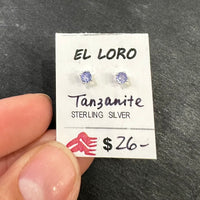 EL LORO
Tanzanite
STERLING SILVER
$26-